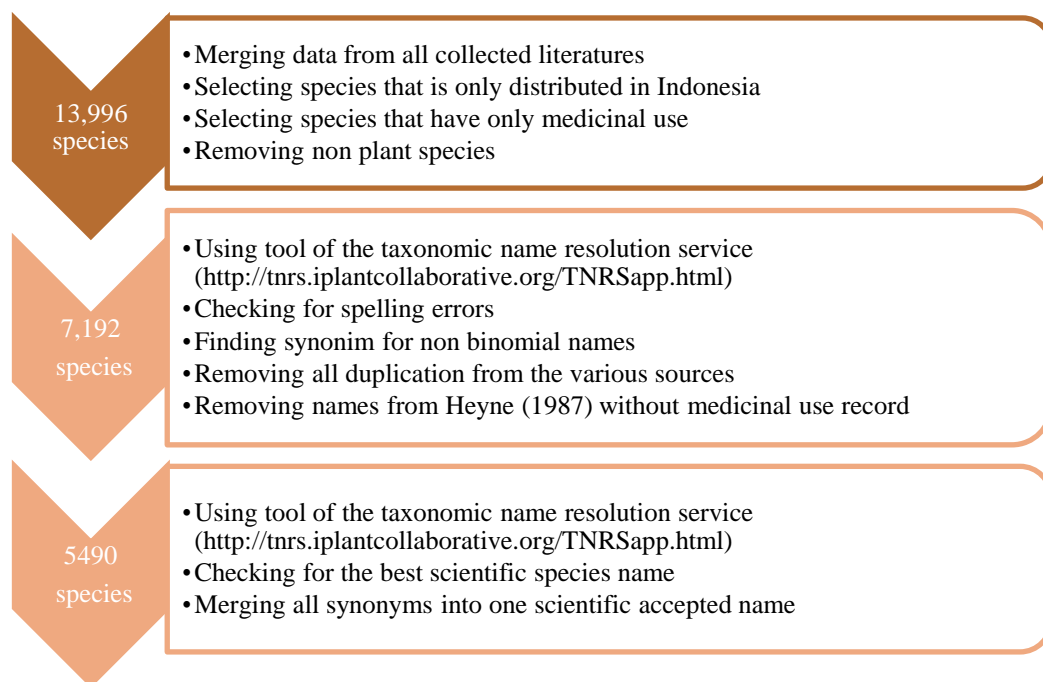 13,996
species
•Merging data from all collected literatures
•Selecting species that is only distributed in Indonesia
•Selecting species that have only medicinal use
•Removing non plant species
7,192
species
•Using tool of the taxonomic name resolution service
(http://tnrs.iplantcollaborative.org/TNRSapp.html)
•Checking for spelling errors
•Finding synonim for non binomial names
•Removing all duplication from the various sources
•Removing names from Heyne (1987) without medicinal use record
5490
species
•Using tool of the taxonomic name resolution service
(http://tnrs.iplantcollaborative.org/TNRSapp.html)
•Checking for the best scientific species name
•Merging all synonyms into one scientific accepted name